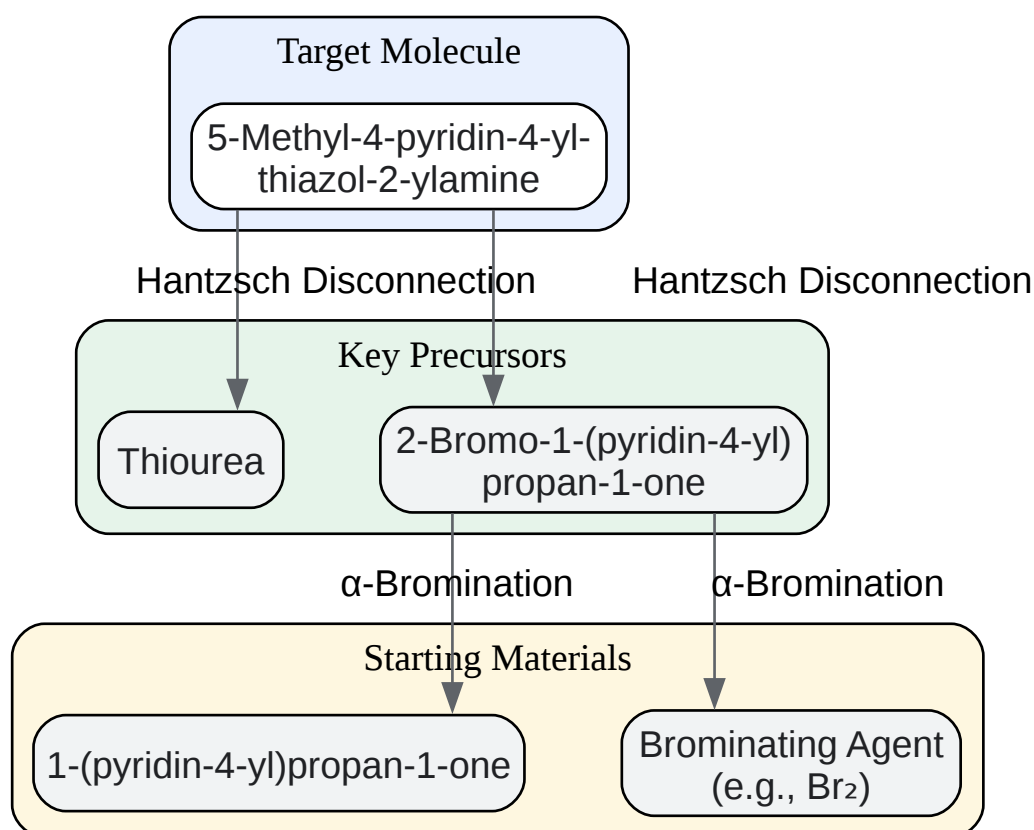 Target Molecule
5-Methyl-4-pyridin-4-yl-
thiazol-2-ylamine
Hantzsch Disconnection
Hantzsch Disconnection
Key Precursors
Thiourea
2-Bromo-1-(pyridin-4-yl)
propan-1-one
α-Bromination
α-Bromination
Starting Materials
1-(pyridin-4-yl)propan-1-one
Brominating Agent
(e.g., Br₂)